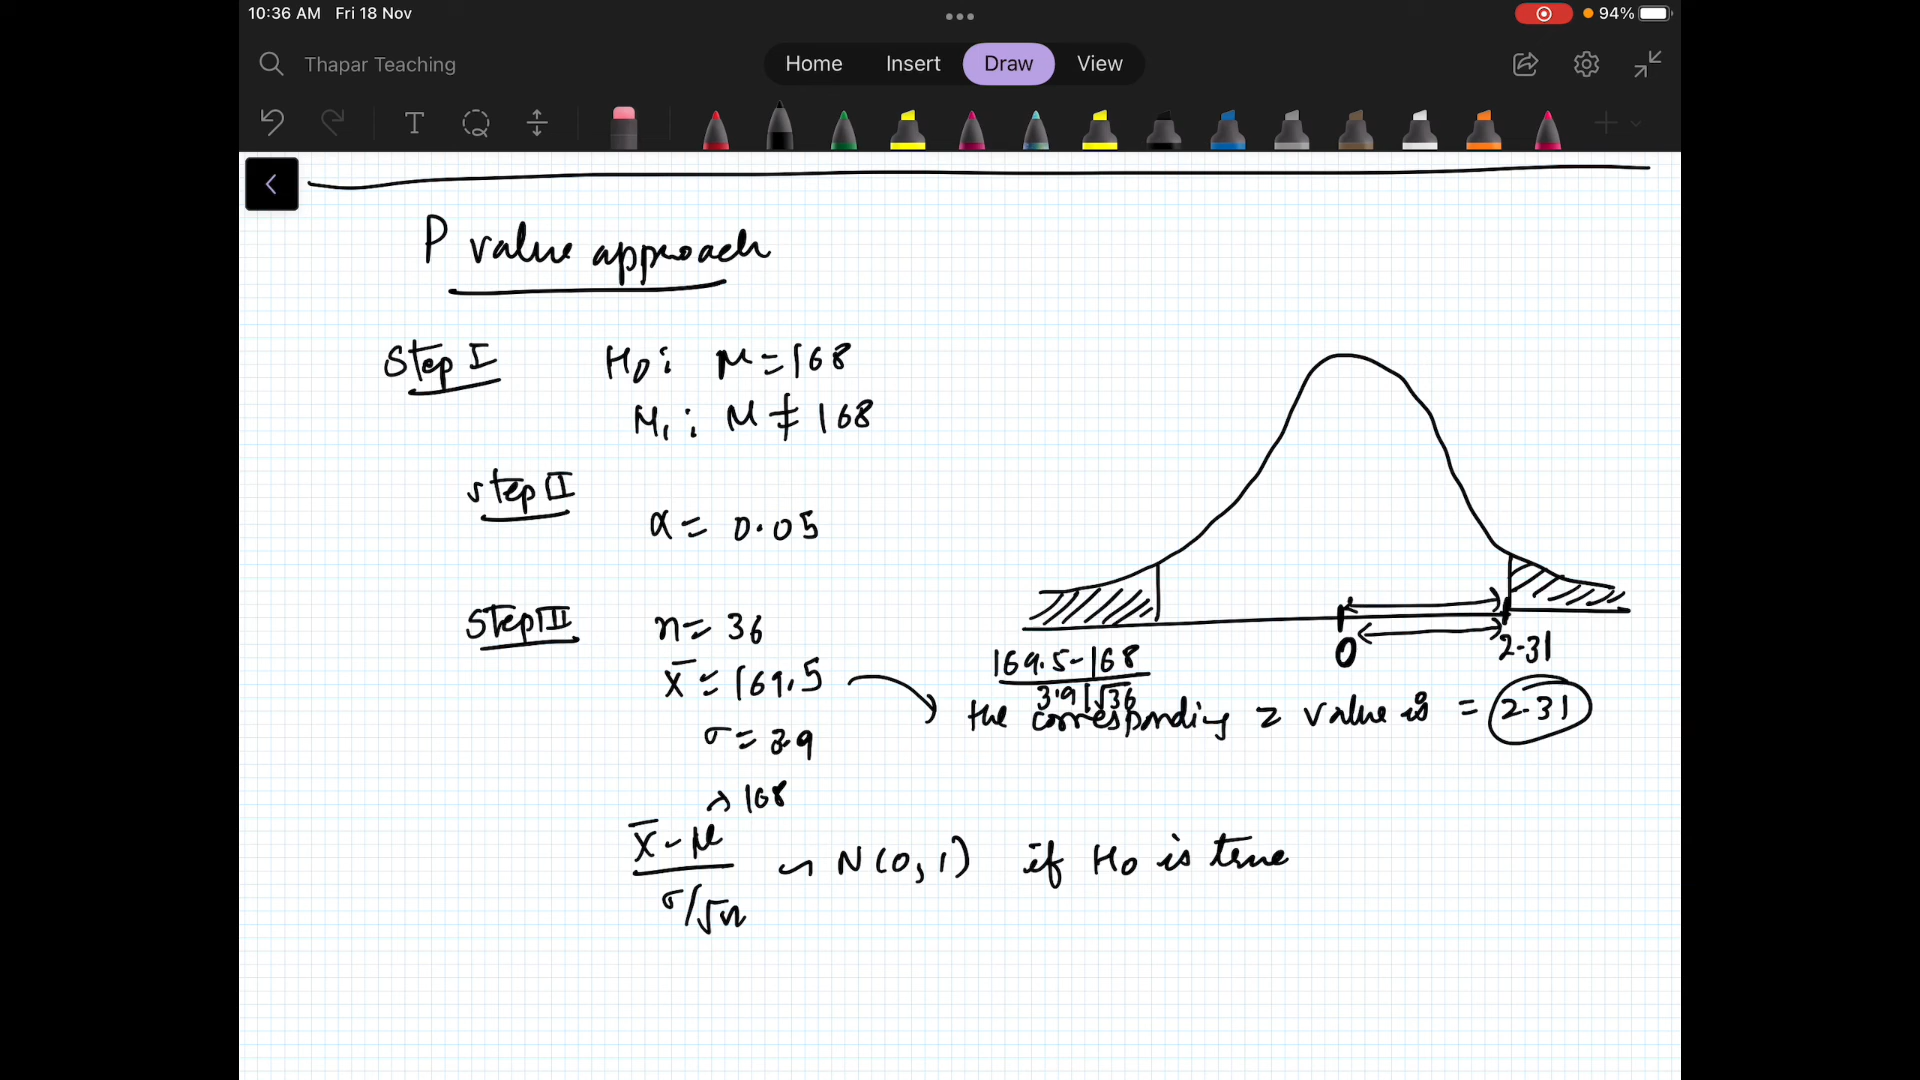 10:36 AM Fri 18 Nov
94%
Thapar Teaching
Home Insert Draw View
T
P value approach
Step I H0: μ = 168
H1: μ ≠ 168
Step II
α = 0.05
Step III n = 36
x̄ = 169.5
σ = 3.9
→ 168
x̄ - μ
σ/√n
~ N(0, 1) if H0 is true
0
2.31
169.5-168
3.9/√36
the corresponding z value is = 2.31